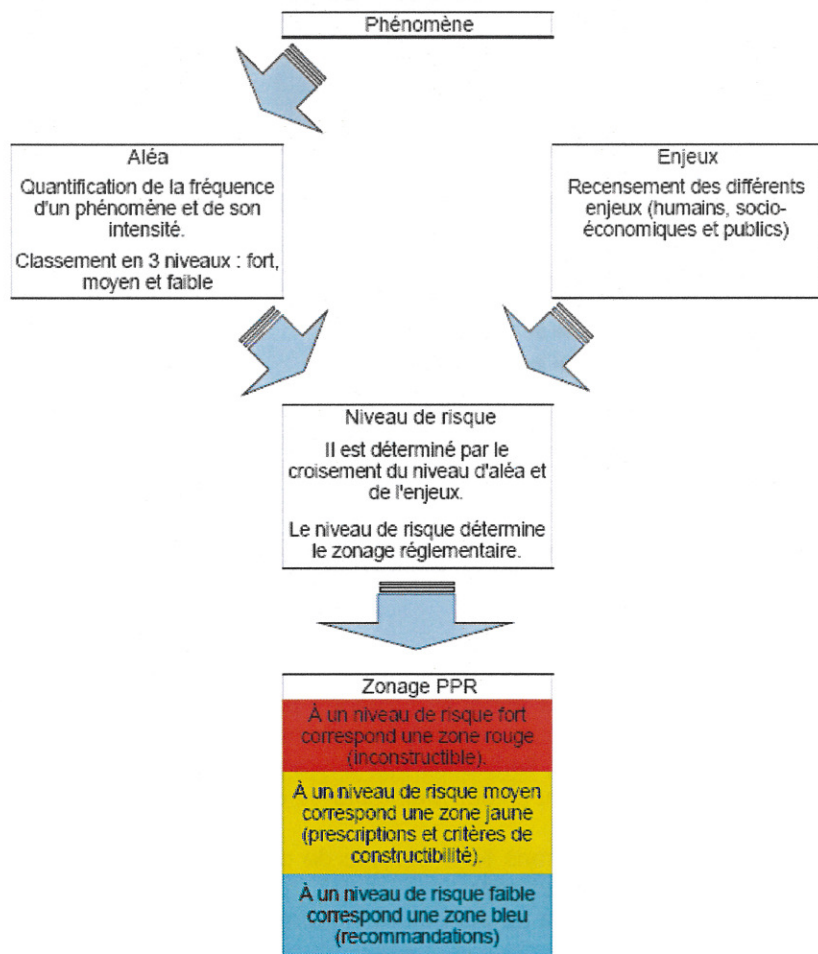 Phénomène
Aléa
Quantification de la fréquence
d'un phénomène et de son
intensité.
Classement en 3 niveaux : fort,
moyen et faible
Enjeux
Recensement des différents
enjeux (humains, socio-
économiques et publics)
Niveau de risque
Il est déterminé par le
croisement du niveau d'aléa et
de l'enjeux.
Le niveau de risque détermine
le zonage réglementaire.
Zonage PPR
À un niveau de risque fort
correspond une zone rouge
(inconstructible).
À un niveau de risque moyen
correspond une zone jaune
(prescriptions et critères de
constructibilité).
À un niveau de risque faible
correspond une zone bleu
(recommandations)